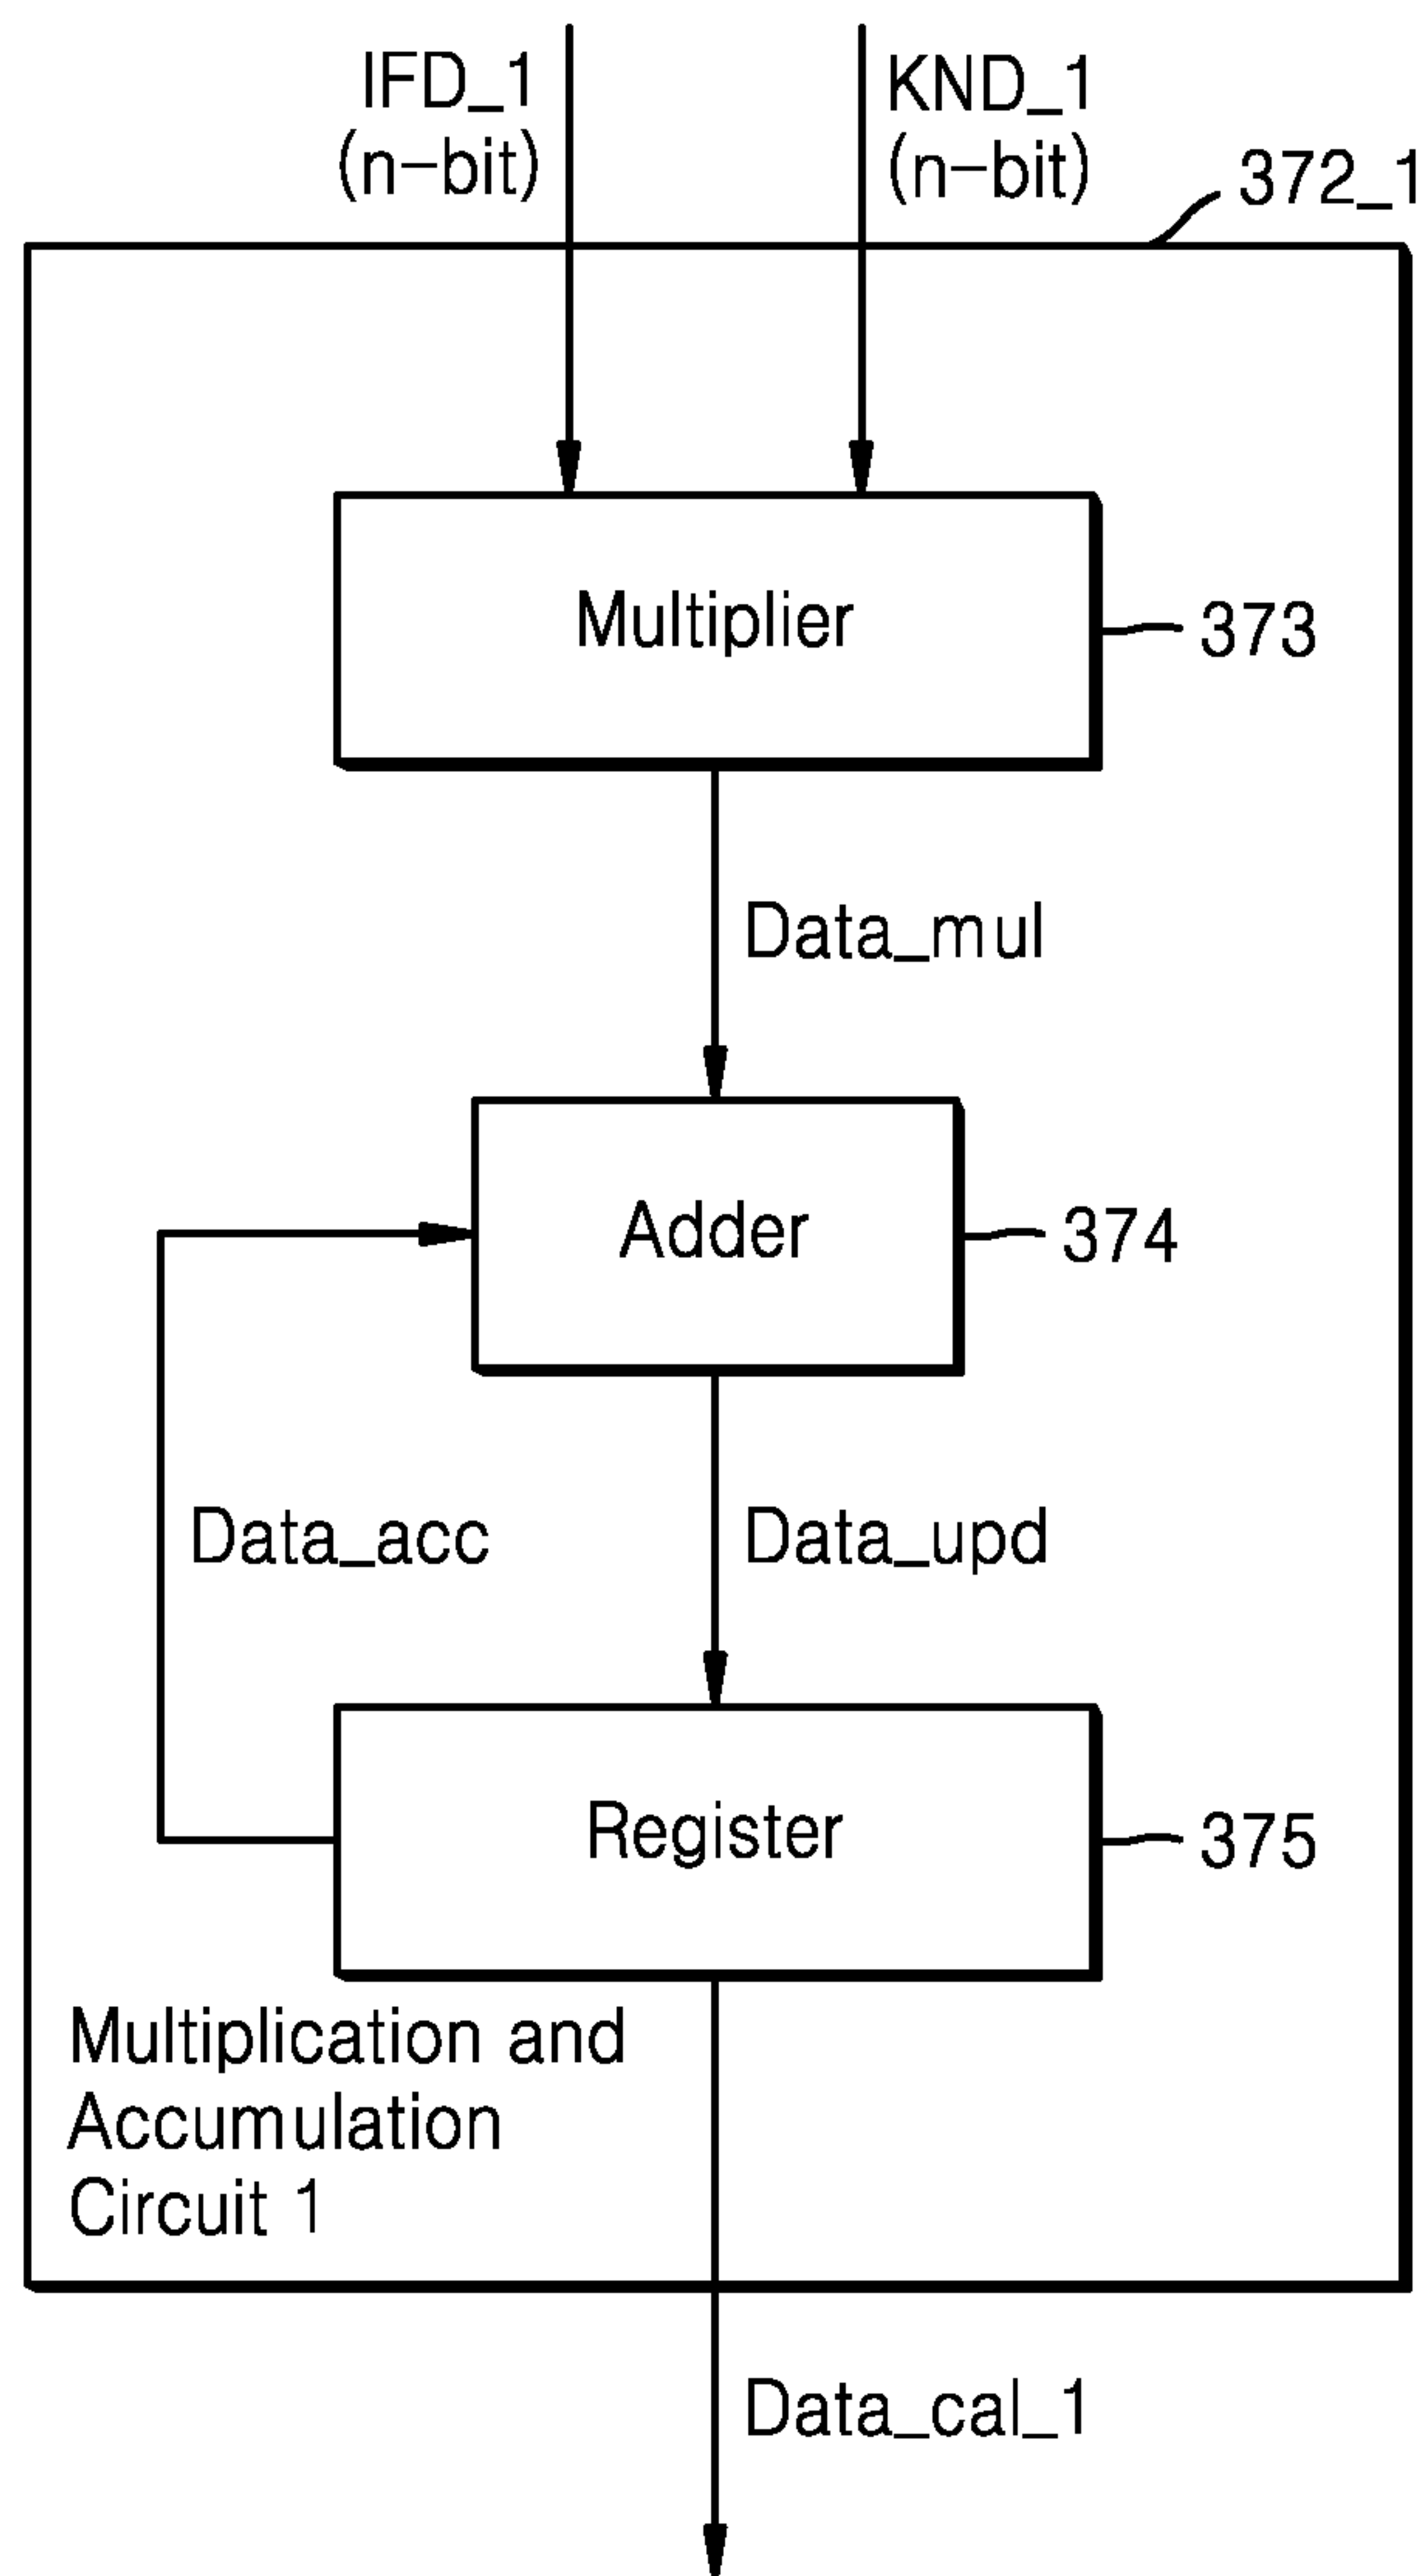 IFD_1
(n-bit)
KND_1
(n-bit)
372_1
Multiplier
373
Data_mul
Adder
374
Data_acc
Data_upd
Register
375
Multiplication and
Accumulation
Circuit 1
Data_cal_1